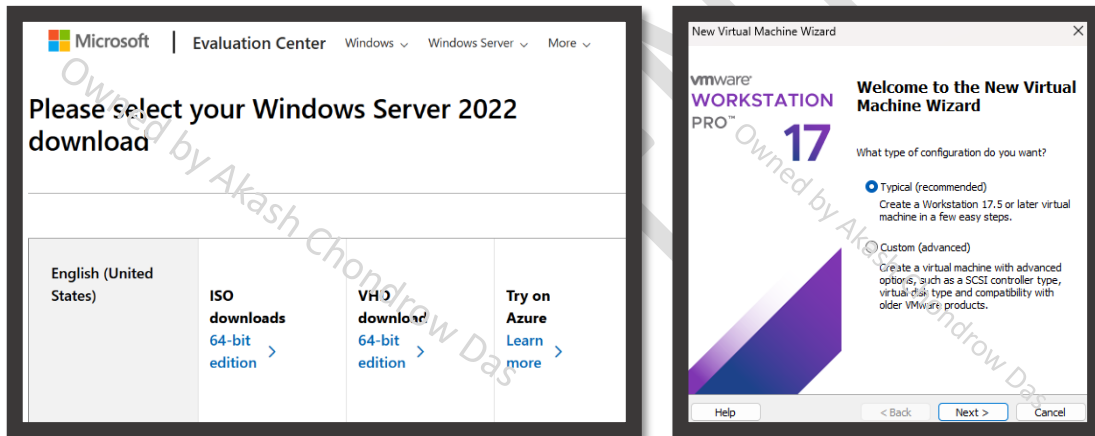 Microsoft | Evaluation Center Windows Windows Server More
Please select your Windows Server 2022
download
English (United
States)
ISO
downloads
64-bit
edition
VHD
download
64-bit
edition
Try on
Azure
Learn
more
Owned by Akash Chondrow Das
New Virtual Machine Wizard
vmware
WORKSTATION
PRO™
17
Welcome to the New Virtual
Machine Wizard
What type of configuration do you want?
Typical (recommended)
Create a Workstation 17.5 or later virtual
machine in a few easy steps.
Custom (advanced)
Create a virtual machine with advanced
options, such as a SCSI controller type,
virtual disk type and compatibility with
older VMware products.
Owned by Akash Chondrow Das
Help
< Back
Next >
Cancel